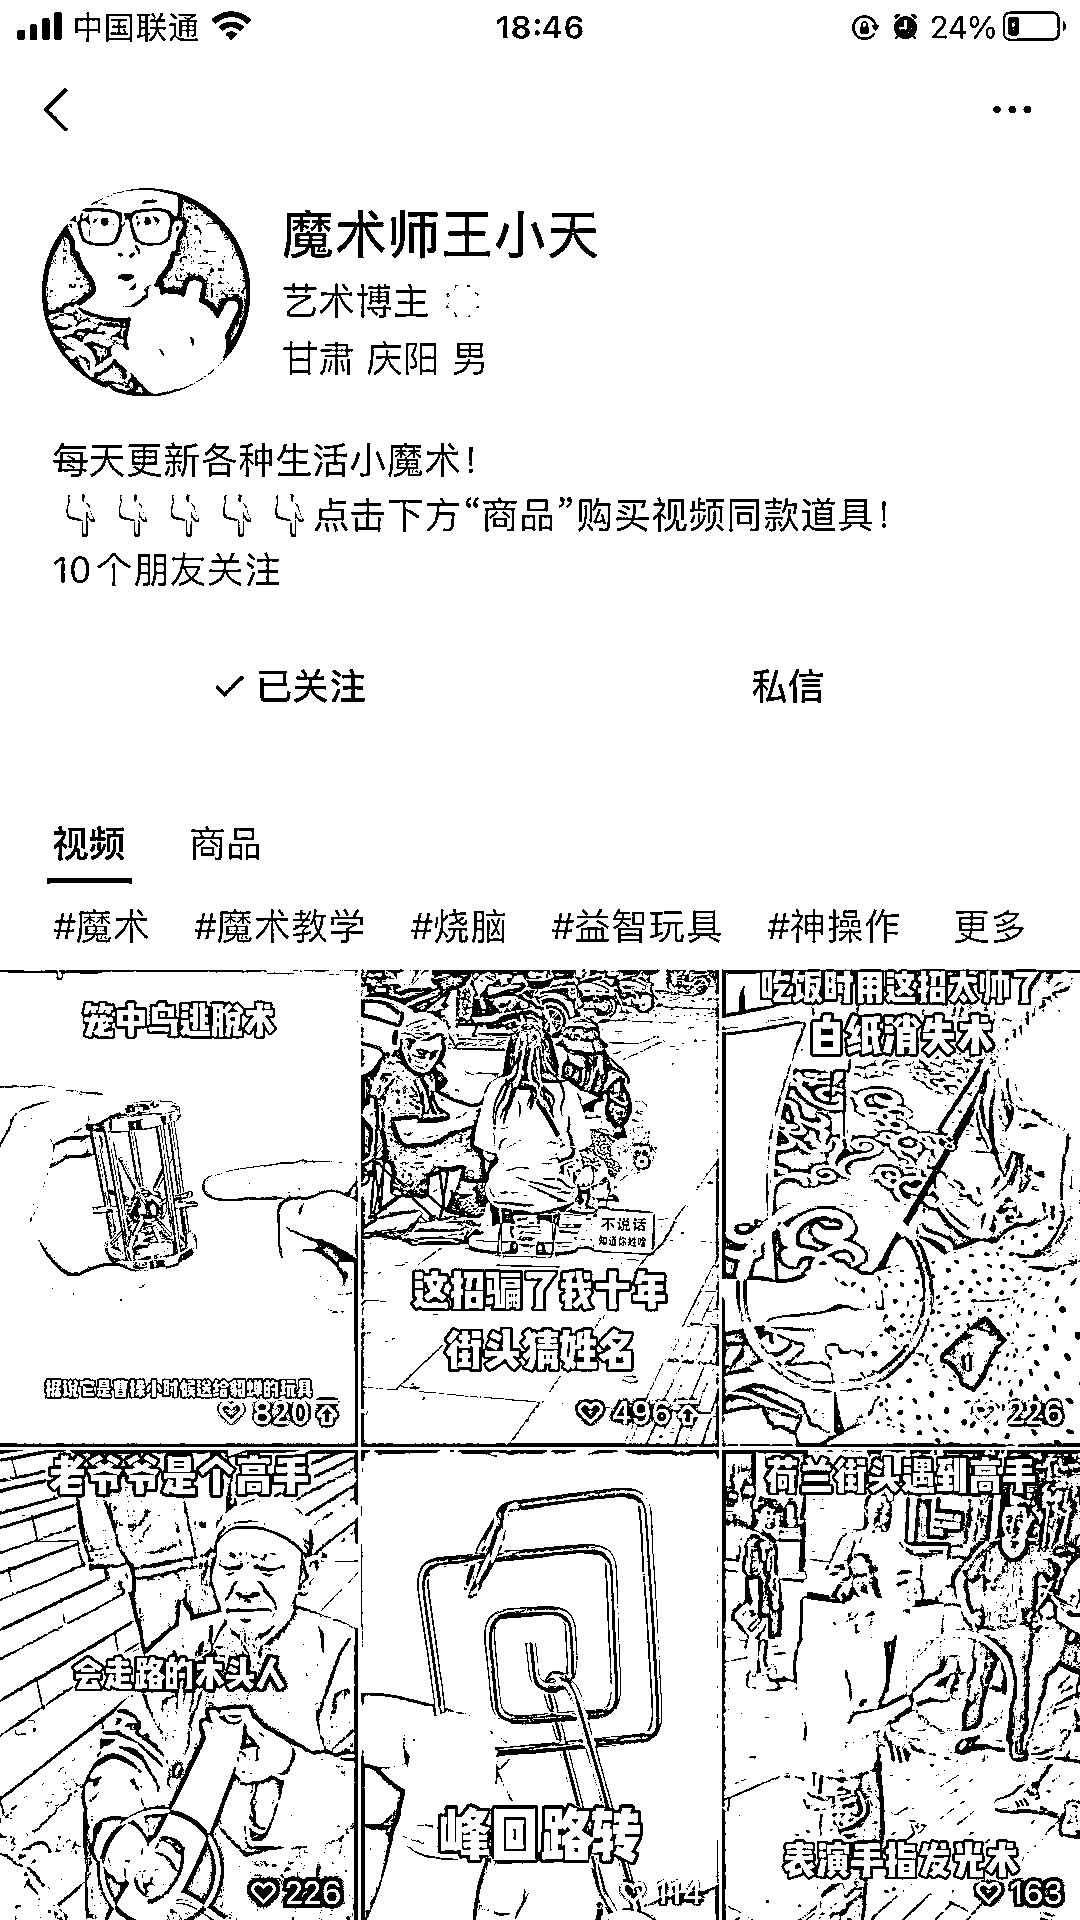 中国联通
18:46
24%
魔术师王小天
艺术博主
甘肃 庆阳 男
每天更新各种生活小魔术！
点击下方“商品”购买视频同款道具！
10个朋友关注
已关注
私信
视频
商品
#魔术 #魔术教学 #烧脑 #益智玩具 #神操作 更多
笼中鸟逃脱术
据说它是曹操小时候送给貂蝉的玩具
820
不说话
知道你姓啥
这招骗了我十年
街头猜姓名
496
吃饭时用这招太帅了
白纸消失术
226
老爷爷是个高手
会走路的木头人
226
峰回路转
114
荷兰街头遇到高手
表演手指发光术
163